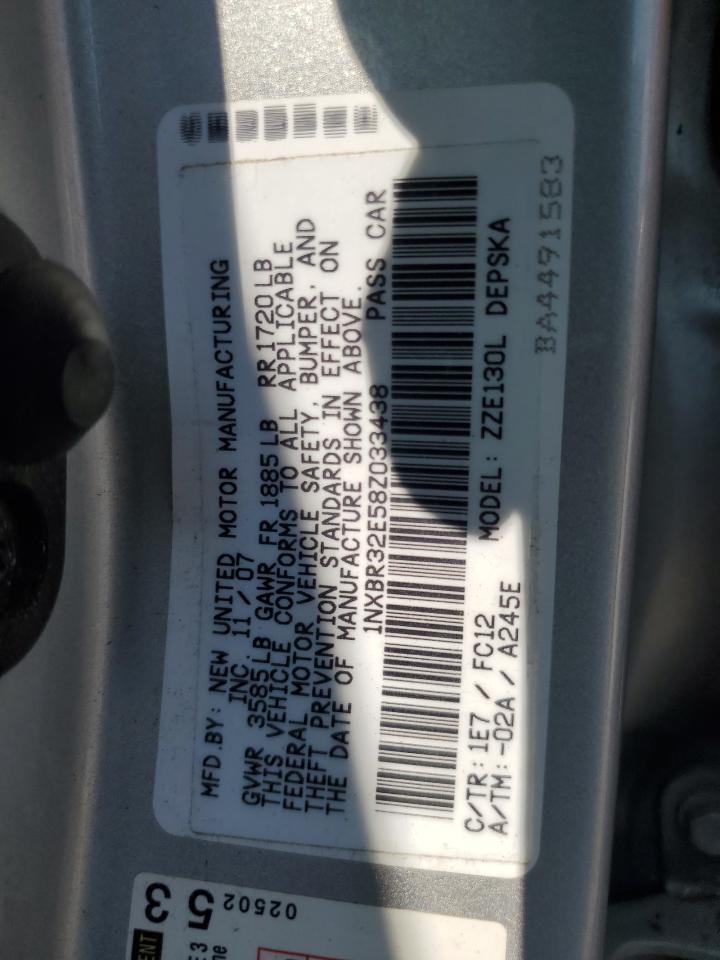 MFD.BY: NEW UNITED MOTOR MANUFACTURING
INC. 11/07
GVWR 3585LB GAWR FR 1885LB RR1720LB
THIS VEHICLE CONFORMS TO ALL APPLICABLE
FEDERAL MOTOR VEHICLE SAFETY, BUMPER, AND
THEFT PREVENTION STANDARDS IN EFFECT ON
THE DATE OF MANUFACTURE SHOWN ABOVE.
1NXBR32E58Z033438 PASS CAR
C/TR: 1E7 / FC12 MODEL: ZZE130L DEPSKA
A/TM: -02A / A245E
BA4491583
02502
5
3